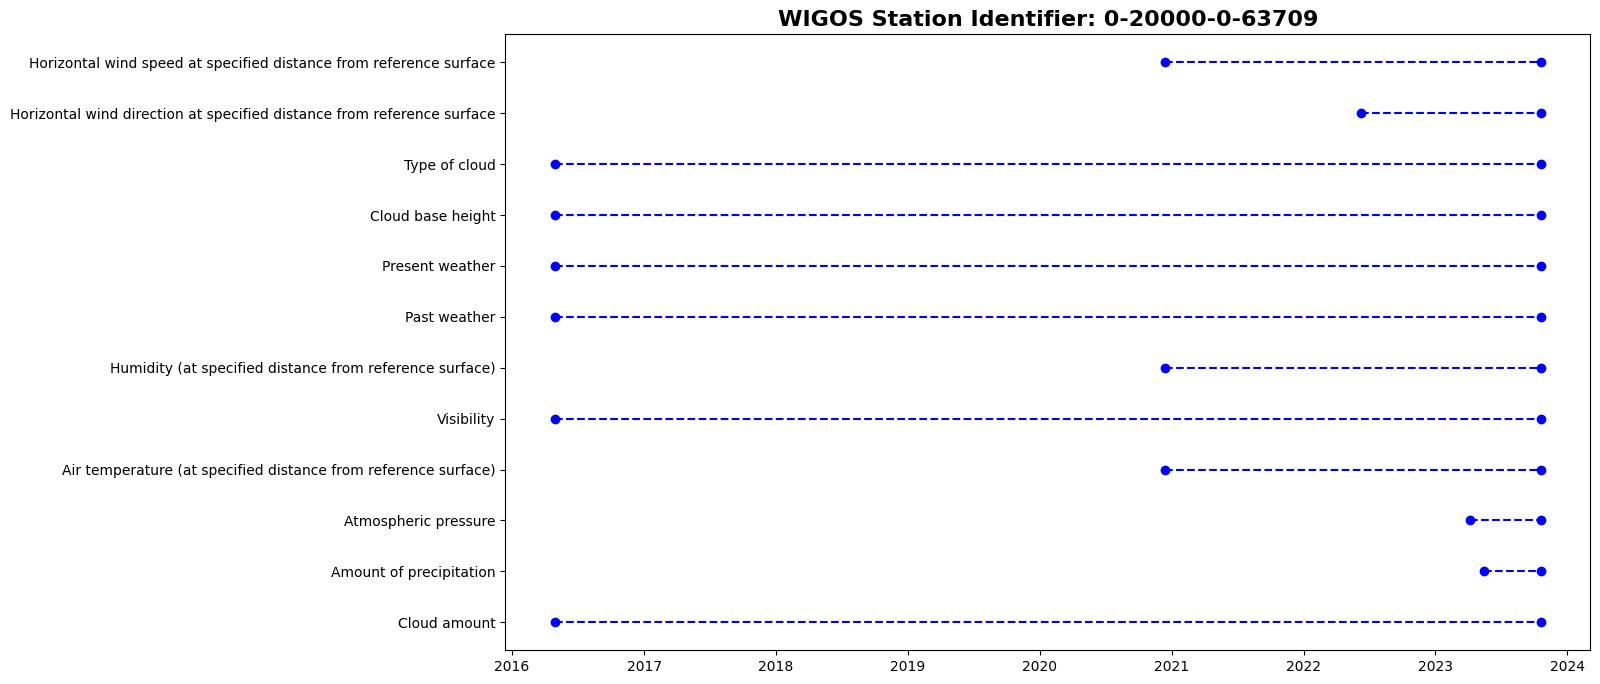 WIGOS Station Identifier: 0-20000-0-63709
Horizontal wind speed at specified distance from reference surface
Horizontal wind direction at specified distance from reference surface
Type of cloud
Cloud base height
Present weather
Past weather
Humidity (at specified distance from reference surface)
Visibility
Air temperature (at specified distance from reference surface)
Atmospheric pressure
Amount of precipitation
Cloud amount
2016 2017 2018 2019 2020 2021 2022 2023 2024